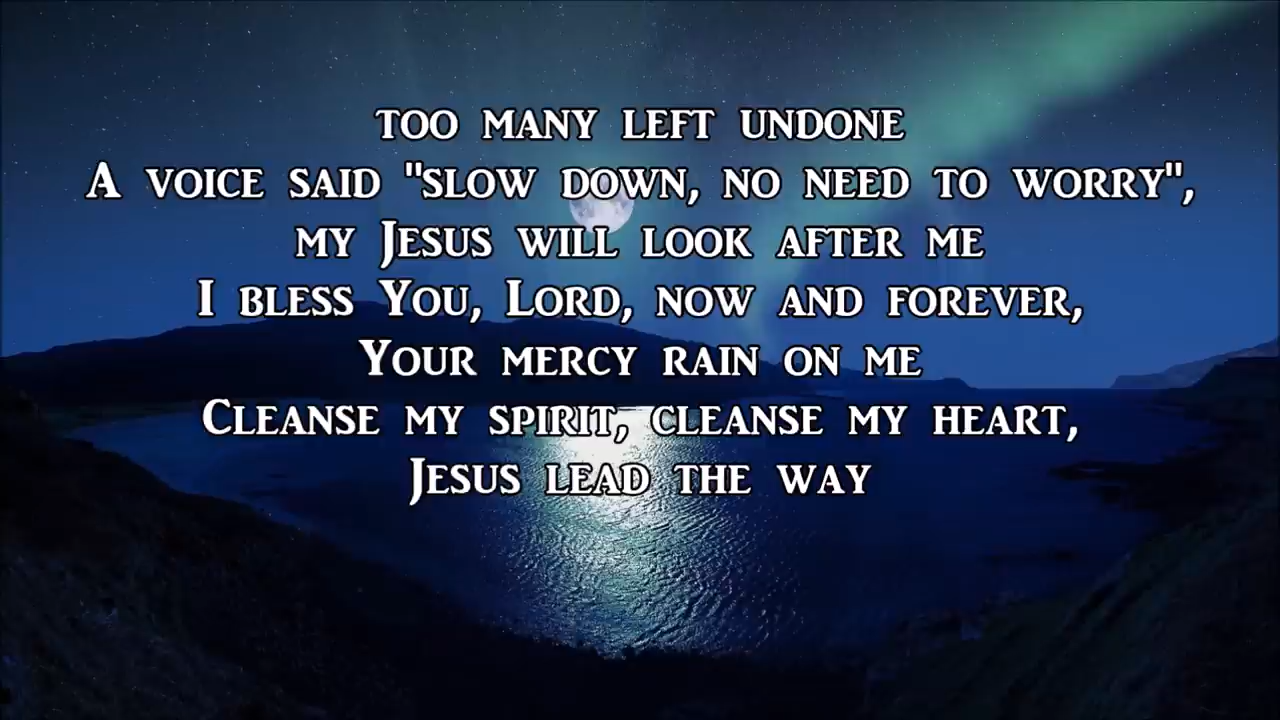 TOO MANY LEFT UNDONE
A VOICE SAID "SLOW DOWN, NO NEED TO WORRY",
MY JESUS WILL LOOK AFTER ME
I BLESS YOU, LORD, NOW AND FOREVER,
YOUR MERCY RAIN ON ME
CLEANSE MY SPIRIT, CLEANSE MY HEART,
JESUS LEAD THE WAY